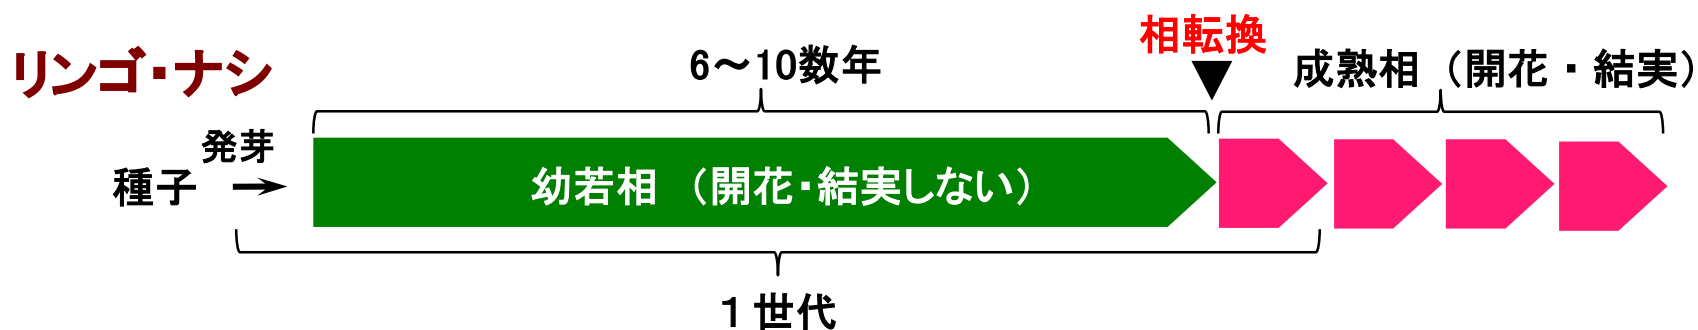 リンゴ・ナシ
6～10数年
相転換
成熟相（開花・結実）
発芽
種子
幼若相　（開花・結実しない）
１世代